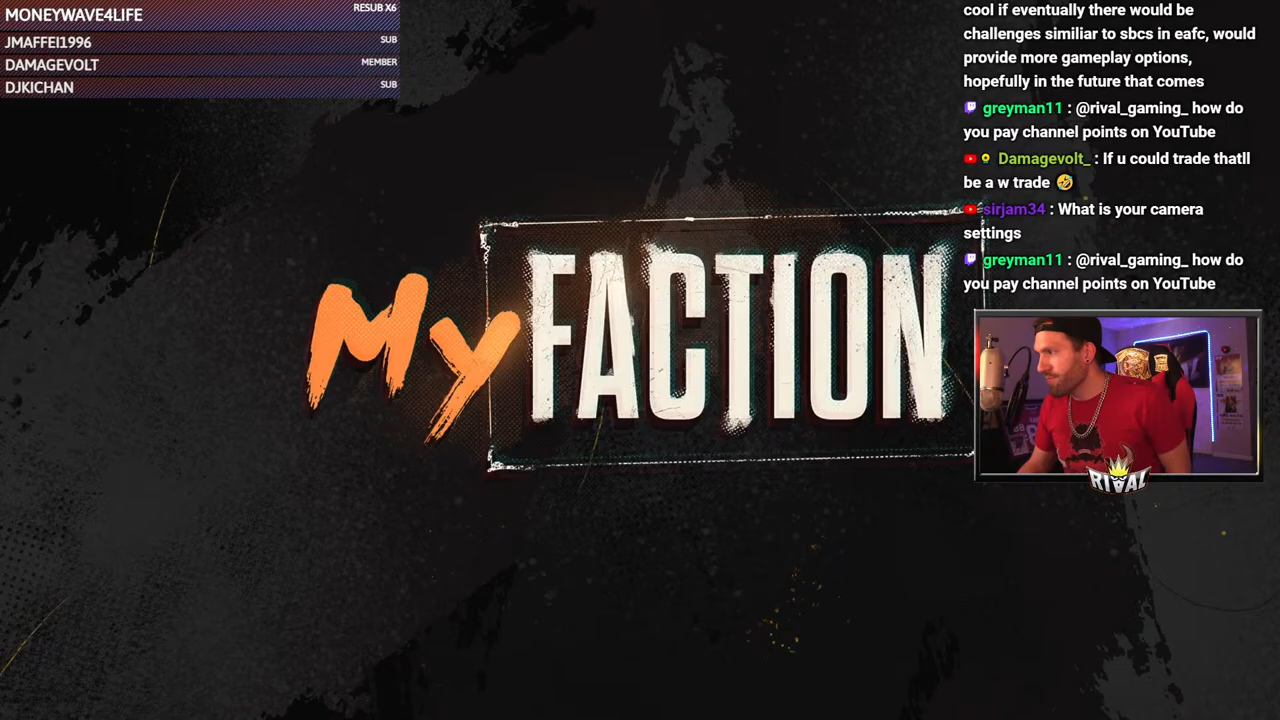 MONEYWAVE4LIFE RESUB X6
JMAFFEI1996 SUB
DAMAGEVOLT MEMBER
DJKICHAN SUB
cool if eventually there would be
challenges similiar to sbcs in eafc, would
provide more gameplay options,
hopefully in the future that comes
greyman11 : @rival_gaming_ how do
you pay channel points on YouTube
Damagevolt_ : If u could trade thatll
be a w trade 🤣
sirjam34 : What is your camera
settings
greyman11 : @rival_gaming_ how do
you pay channel points on YouTube
My FACTION
RIVAL